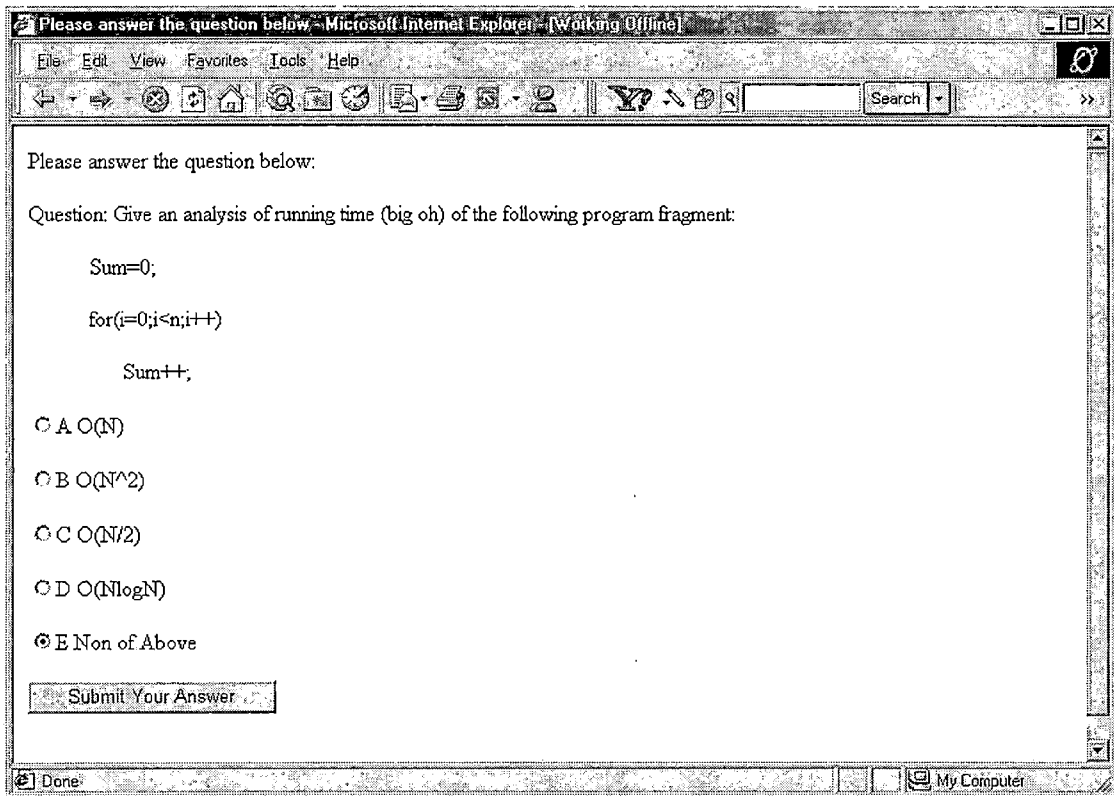 Please answer the question below - Microsoft Internet Explorer - [Working Offline]
File Edit View Favorites Tools Help
Search
Please answer the question below:
Question: Give an analysis of running time (big oh) of the following program fragment:
Sum=0;
for(i=0;i<n;i++)
Sum++;
A O(N)
B O(N^2)
C O(N/2)
D O(NlogN)
E Non of Above
Submit Your Answer
Done
My Computer